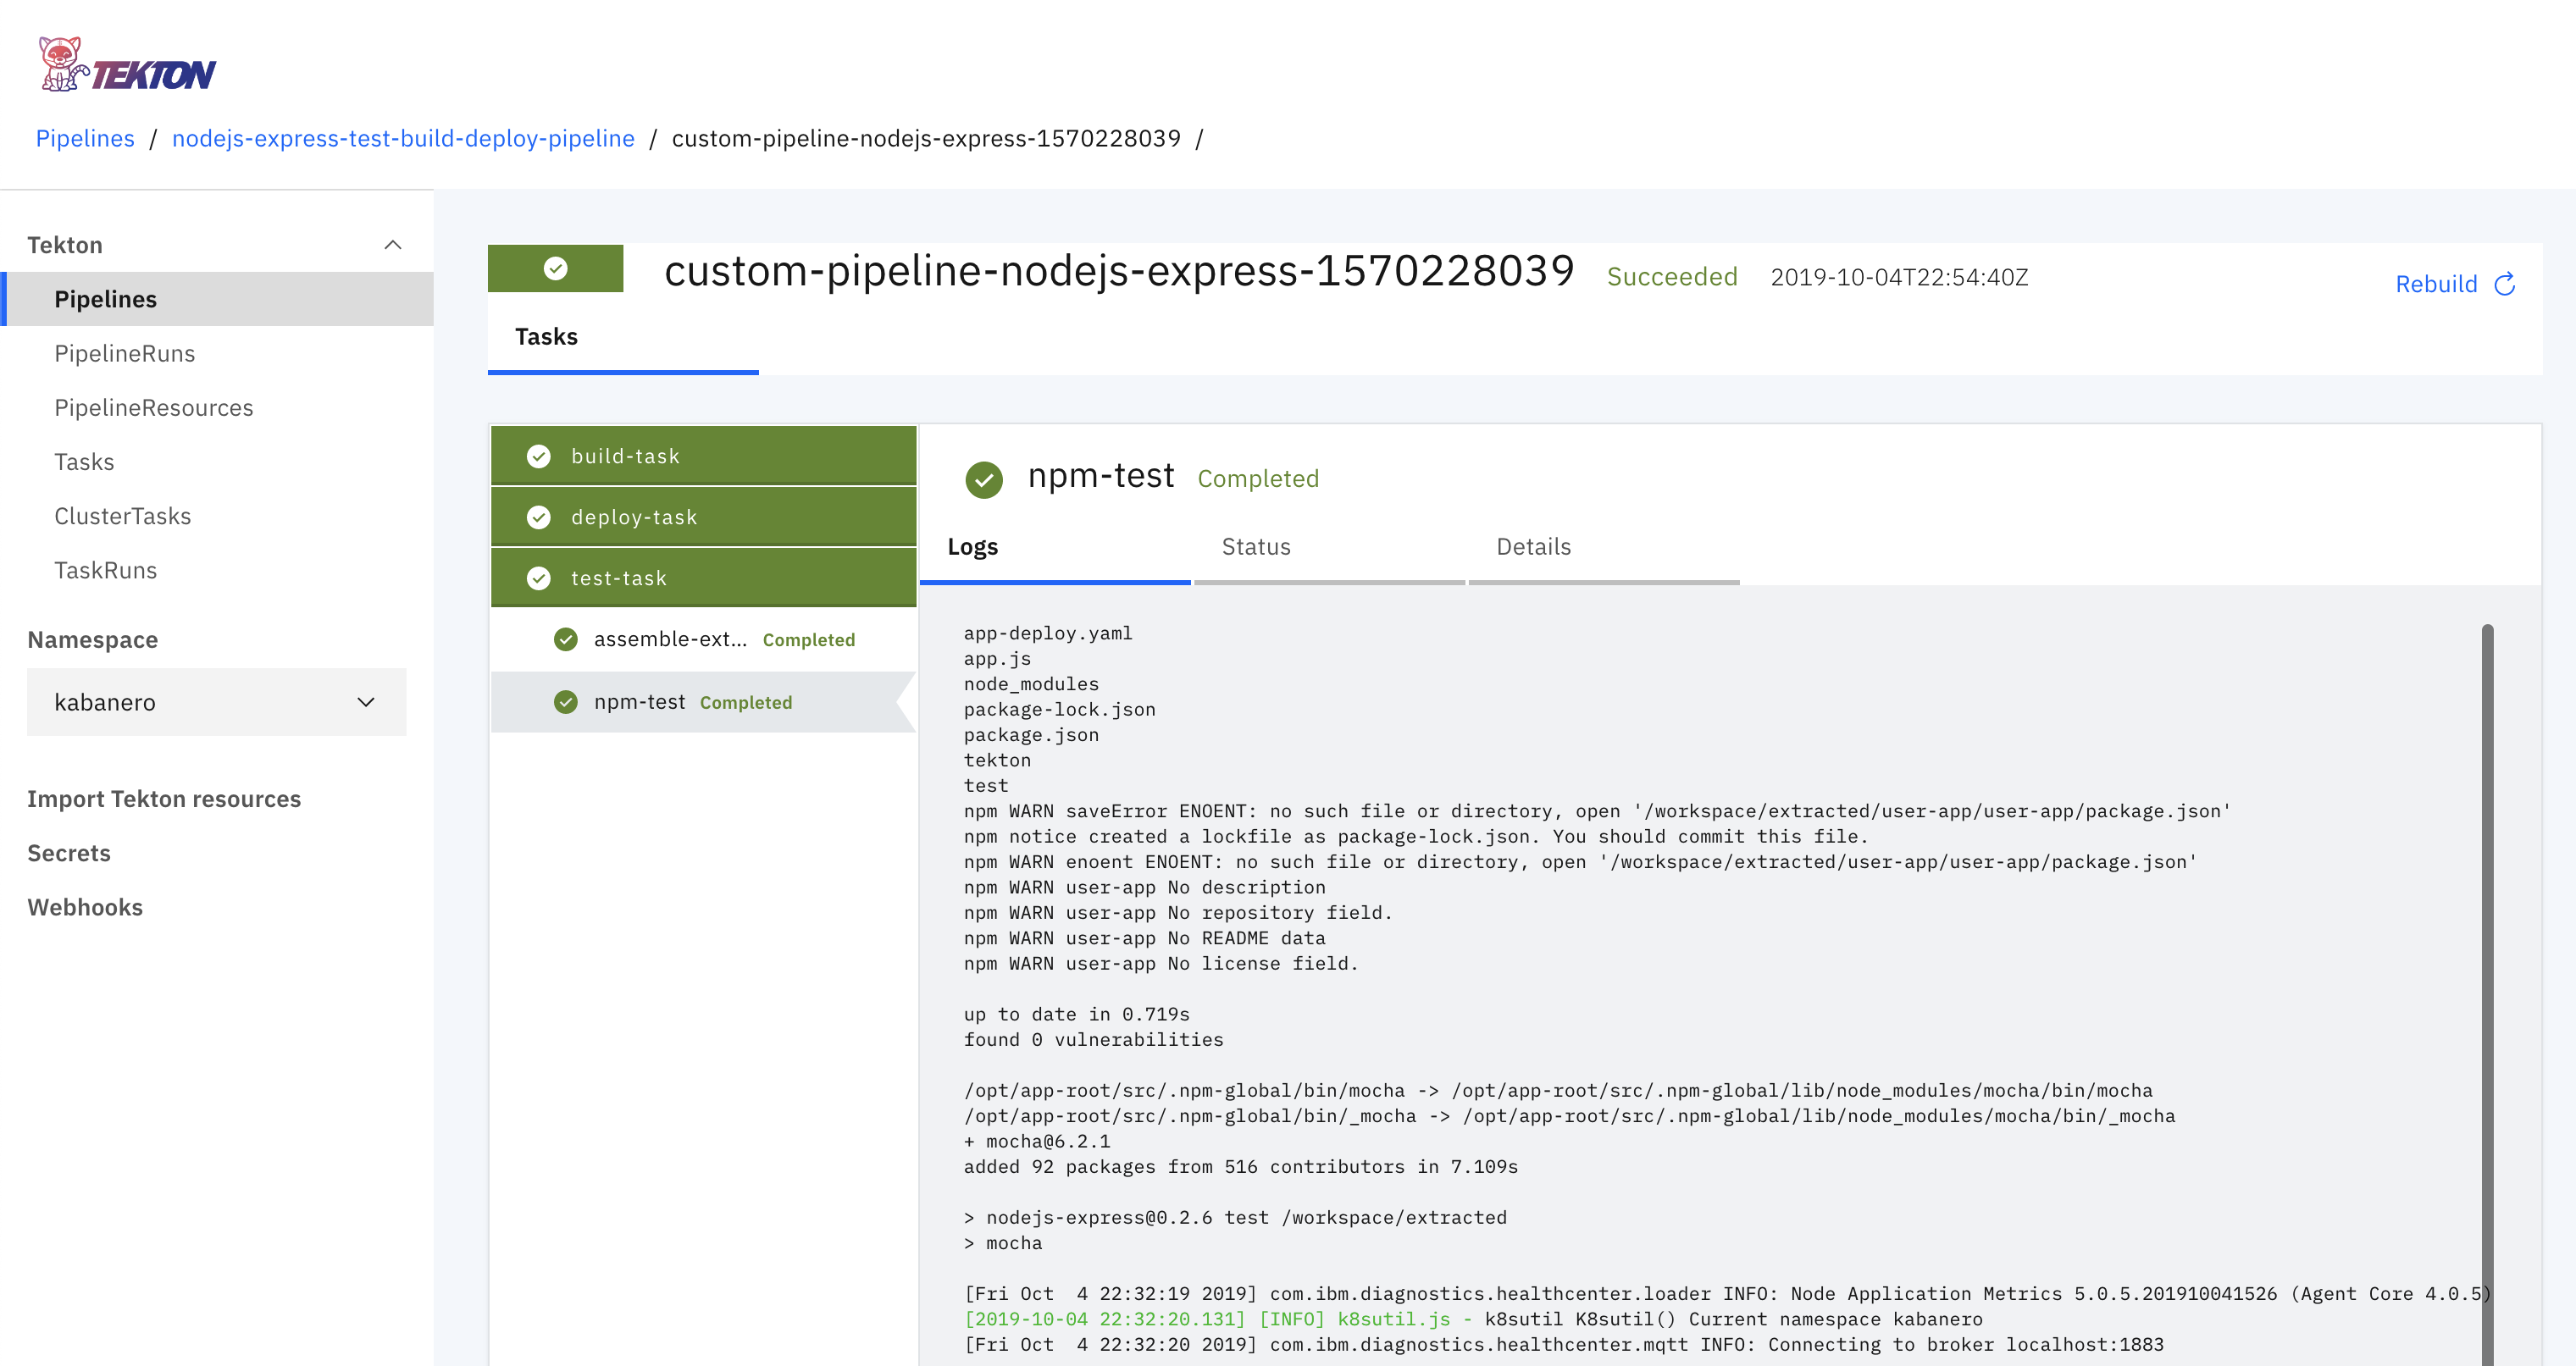 TEKTON
Pipelines / nodejs-express-test-build-deploy-pipeline / custom-pipeline-nodejs-express-1570228039 /
Tekton
Pipelines
PipelineRuns
PipelineResources
Tasks
ClusterTasks
TaskRuns
Namespace
kabanero
Import Tekton resources
Secrets
Webhooks
custom-pipeline-nodejs-express-1570228039 Succeeded 2019-10-04T22:54:40Z
Rebuild
Tasks
build-task
deploy-task
test-task
assemble-ext... Completed
npm-test Completed
npm-test Completed
Logs Status Details
app-deploy.yaml
app.js
node_modules
package-lock.json
package.json
tekton
test
npm WARN saveError ENOENT: no such file or directory, open '/workspace/extracted/user-app/user-app/package.json'
npm notice created a lockfile as package-lock.json. You should commit this file.
npm WARN enoent ENOENT: no such file or directory, open '/workspace/extracted/user-app/user-app/package.json'
npm WARN user-app No description
npm WARN user-app No repository field.
npm WARN user-app No README data
npm WARN user-app No license field.
up to date in 0.719s
found 0 vulnerabilities
/opt/app-root/src/.npm-global/bin/mocha -> /opt/app-root/src/.npm-global/lib/node_modules/mocha/bin/mocha
/opt/app-root/src/.npm-global/bin/_mocha -> /opt/app-root/src/.npm-global/lib/node_modules/mocha/bin/_mocha
+ mocha@6.2.1
added 92 packages from 516 contributors in 7.109s
> nodejs-express@0.2.6 test /workspace/extracted
> mocha
[Fri Oct  4 22:32:19 2019] com.ibm.diagnostics.healthcenter.loader INFO: Node Application Metrics 5.0.5.201910041526 (Agent Core 4.0.5)
[2019-10-04 22:32:20.131] [INFO] k8sutil.js - k8sutil K8sutil() Current namespace kabanero
[Fri Oct  4 22:32:20 2019] com.ibm.diagnostics.healthcenter.mqtt INFO: Connecting to broker localhost:1883